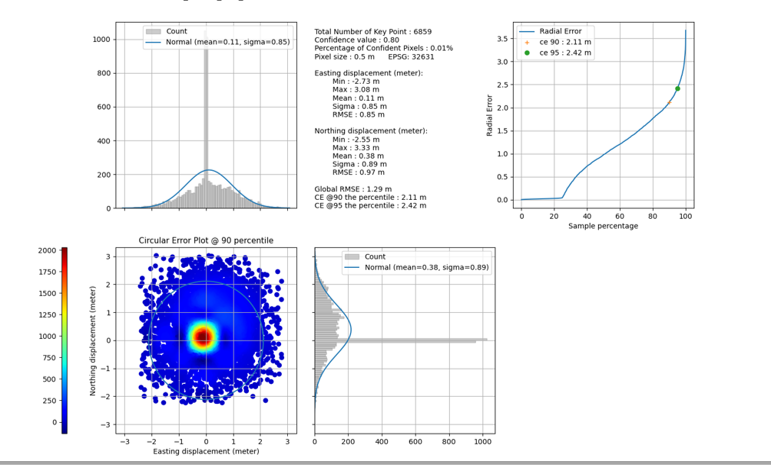 Count
Normal (mean=0.11, sigma=0.85)
1000
800
600
400
200
0
Total Number of Key Point : 6859
Confidence value : 0.80
Percentage of Confident Pixels : 0.01%
Pixel size : 0.5 m EPSG: 32631
Easting displacement (meter):
Min : -2.73 m
Max : 3.08 m
Mean : 0.11 m
Sigma : 0.85 m
RMSE : 0.85 m
Northing displacement (meter):
Min : -2.55 m
Max : 3.33 m
Mean : 0.38 m
Sigma : 0.89 m
RMSE : 0.97 m
Global RMSE : 1.29 m
CE @90 the percentile : 2.11 m
CE @95 the percentile : 2.42 m
Radial Error
ce 90 : 2.11 m
ce 95 : 2.42 m
Radial Error
3.5
3.0
2.5
2.0
1.5
1.0
0.5
0.0
0 20 40 60 80 100
Sample percentage
2000
1750
1500
1250
1000
750
500
250
0
Circular Error Plot @ 90 percentile
Northing displacement (meter)
3
2
1
0
−1
−2
−3
−3 −2 −1 0 1 2 3
Easting displacement (meter)
Count
Normal (mean=0.38, sigma=0.89)
0 200 400 600 800 1000